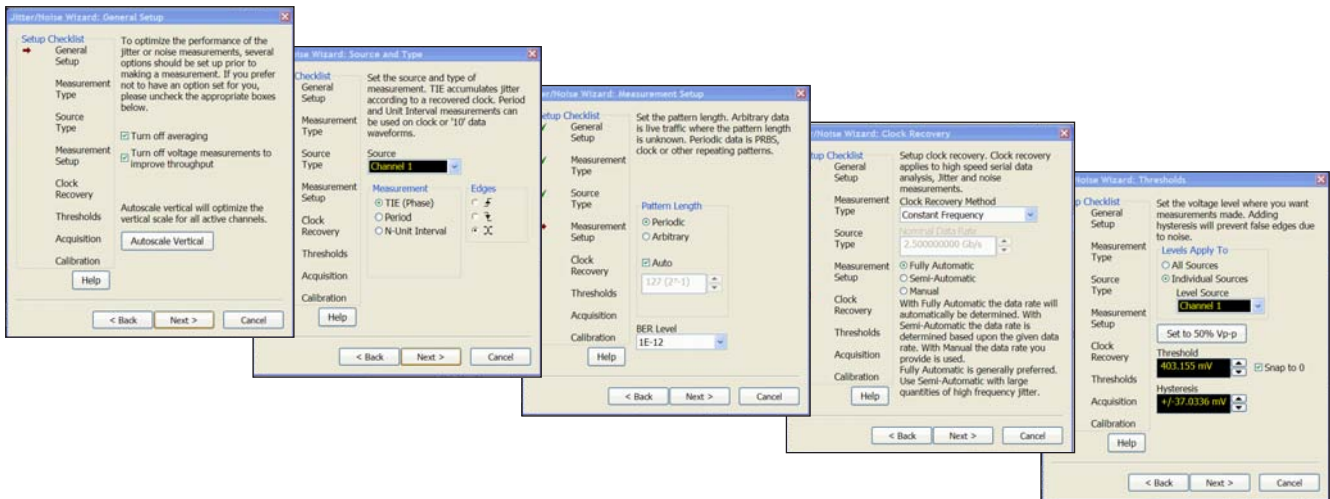 Jitter/Noise Wizard: General Setup
Setup Checklist
General
Setup
Measurement
Type
Source
Type
Measurement
Setup
Clock
Recovery
Thresholds
Acquisition
Calibration
Help
To optimize the performance of the
jitter or noise measurements, several
options should be set up prior to
making a measurement. If you prefer
not to have an option set for you,
please uncheck the appropriate boxes
below.
Turn off averaging
Turn off voltage measurements to
improve throughput
Autoscale vertical will optimize the
vertical scale for all active channels.
Autoscale Vertical
< Back
Next >
Cancel
ise Wizard: Source and Type
Checklist
General
Setup
Measurement
Type
Source
Type
Measurement
Setup
Clock
Recovery
Thresholds
Acquisition
Calibration
Help
Set the source and type of
measurement. TIE accumulates jitter
according to a recovered clock. Period
and Unit Interval measurements can
be used on clock or '10' data
waveforms.
Source
Channel 1
Measurement
TIE (Phase)
Period
N-Unit Interval
Edges
< Back
Next >
Cancel
er/Noise Wizard: Measurement Setup
etup Checklist
General
Setup
Measurement
Type
Source
Type
Measurement
Setup
Clock
Recovery
Thresholds
Acquisition
Calibration
Help
Set the pattern length. Arbitrary data
is live traffic where the pattern length
is unknown. Periodic data is PRBS,
clock or other repeating patterns.
Pattern Length
Periodic
Arbitrary
Auto
BER Level
1E-12
< Back
Next >
Cancel
r/Noise Wizard: Clock Recovery
tup Checklist
General
Setup
Measurement
Type
Source
Type
Measurement
Setup
Clock
Recovery
Thresholds
Acquisition
Calibration
Help
Setup clock recovery. Clock recovery
applies to high speed serial data
analysis, Jitter and noise
measurements.
Clock Recovery Method
Constant Frequency
Nominal Data Rate
2.500000000 Gb/s
Fully Automatic
Semi-Automatic
Manual
With Fully Automatic the data rate will
automatically be determined. With
Semi-Automatic the data rate is
determined based upon the given data
rate. With Manual the data rate you
provide is used.
Fully Automatic is generally preferred.
Use Semi-Automatic with large
quantities of high frequency jitter.
< Back
Next >
Cancel
Noise Wizard: Thresholds
p Checklist
General
Setup
Measurement
Type
Source
Type
Measurement
Setup
Clock
Recovery
Thresholds
Acquisition
Calibration
Help
Set the voltage level where you want
measurements made. Adding
hysteresis will prevent false edges due
to noise.
Levels Apply To
All Sources
Individual Sources
Level Source
Channel 1
Set to 50% Vp-p
Threshold
403.155 mV
Snap to 0
Hysteresis
+/-37.0336 mV
< Back
Next >
Cancel